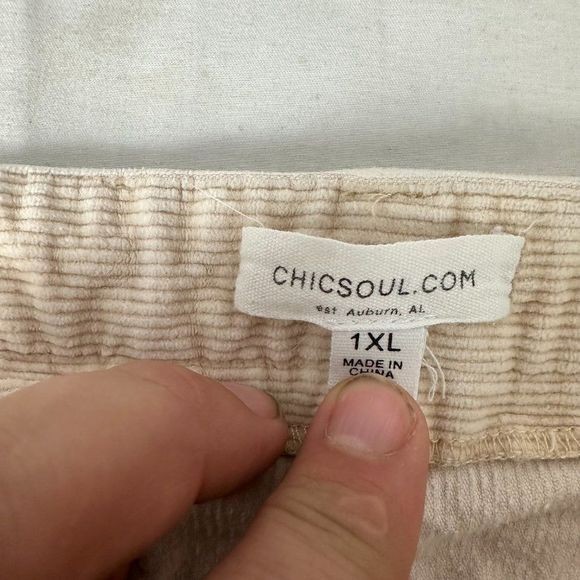 CHICSOUL.COM
est Auburn, AL
1XL
MADE IN
CHINA